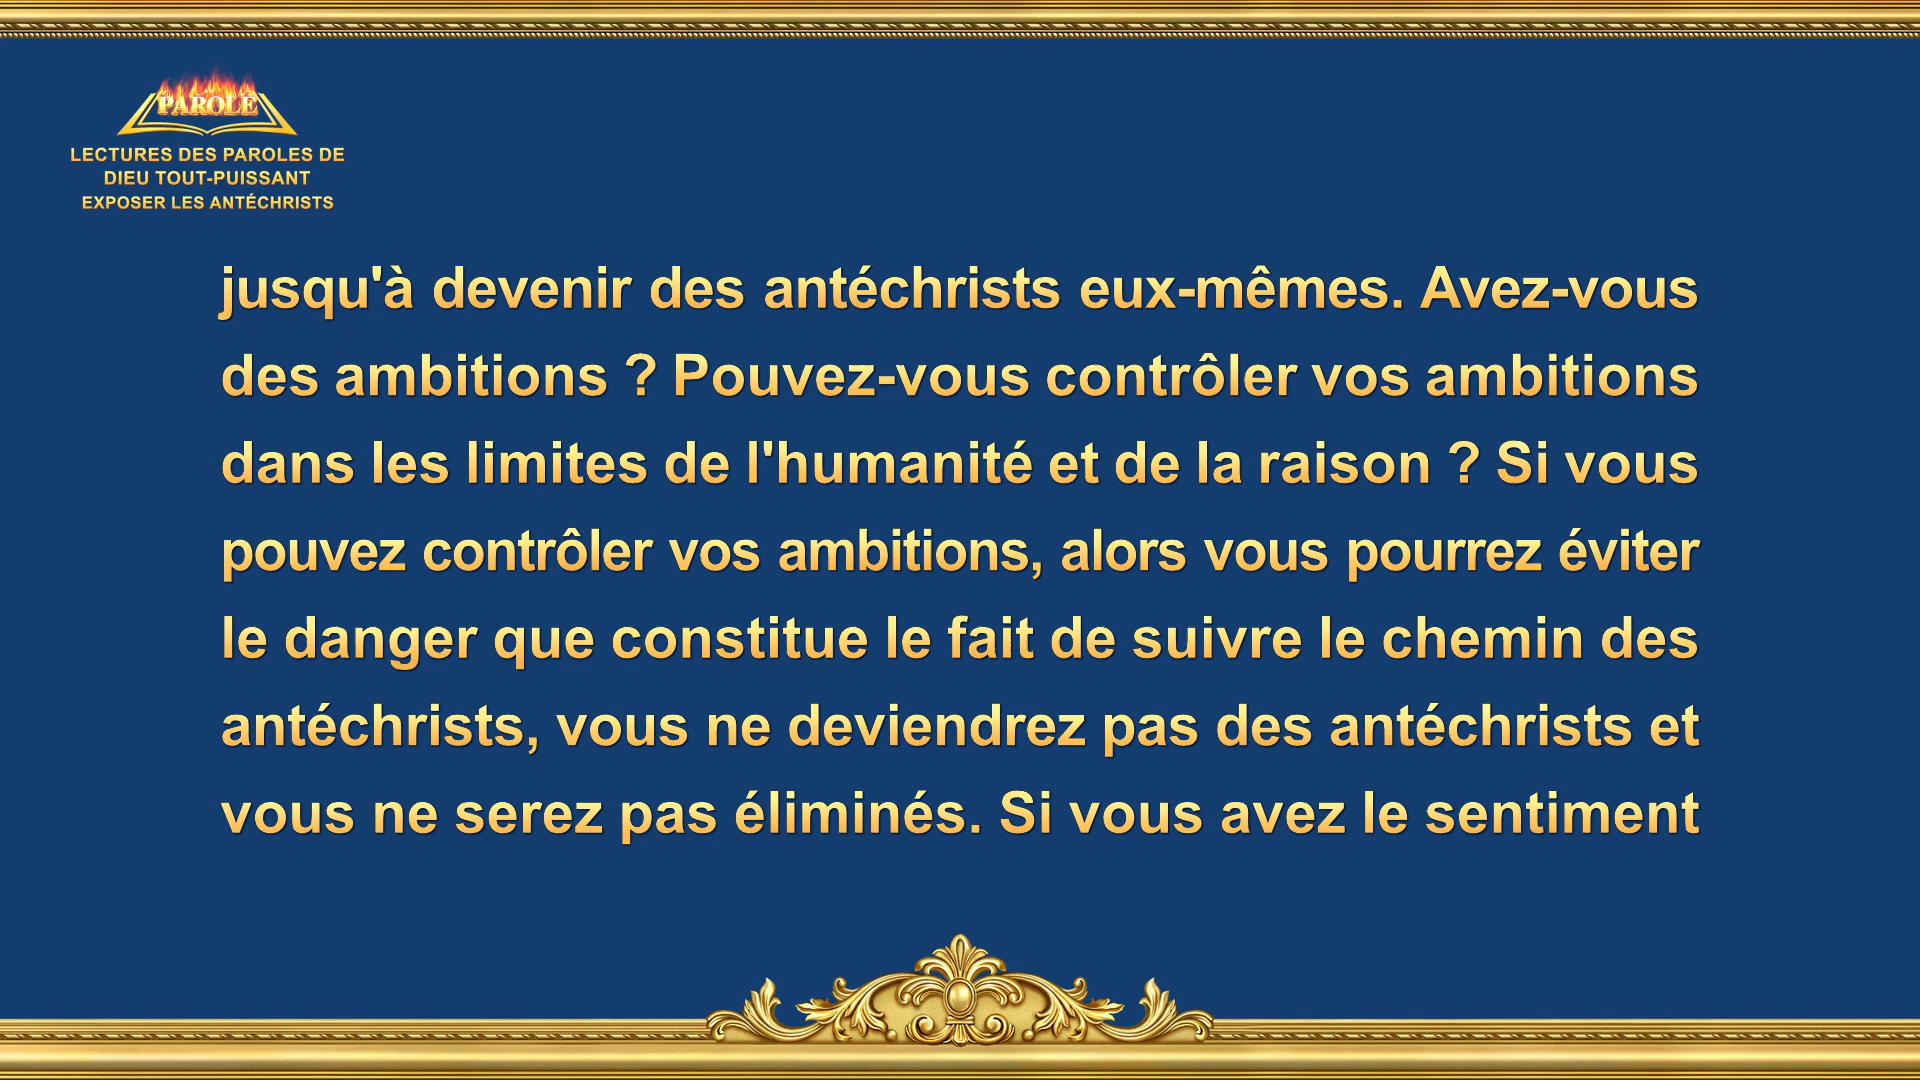 PAROLE
LECTURES DES PAROLES DE
DIEU TOUT-PUISSANT
EXPOSER LES ANTÉCHRISTS
jusqu'à devenir des antéchrists eux-mêmes. Avez-vous
des ambitions ? Pouvez-vous contrôler vos ambitions
dans les limites de l'humanité et de la raison ? Si vous
pouvez contrôler vos ambitions, alors vous pourrez éviter
le danger que constitue le fait de suivre le chemin des
antéchrists, vous ne deviendrez pas des antéchrists et
vous ne serez pas éliminés. Si vous avez le sentiment